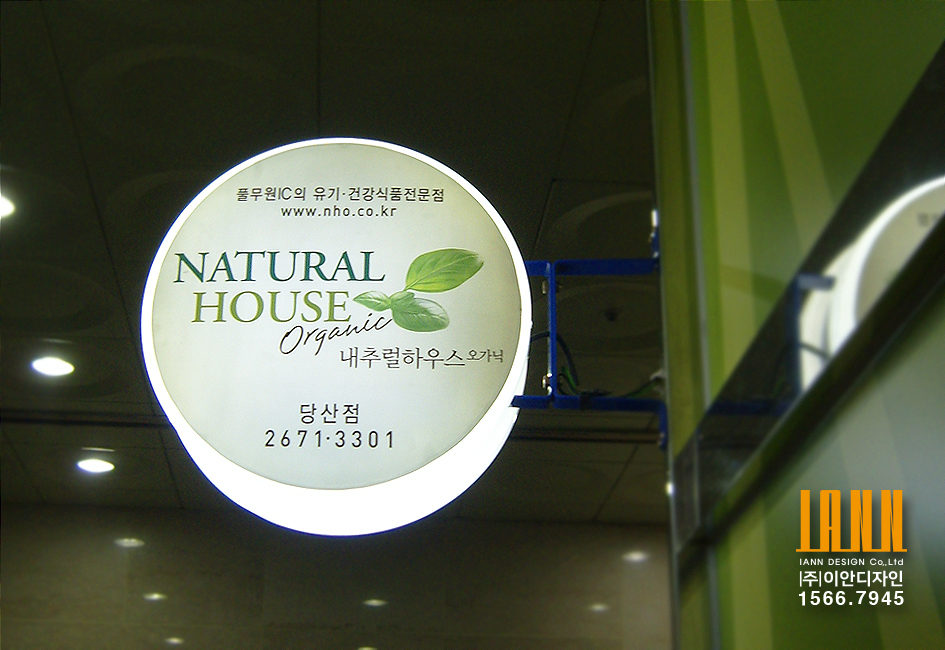 풀무원IC의 유기·건강식품전문점
www.nho.co.kr
NATURAL
HOUSE
Organic
내추럴하우스오가닉
당산점
2671·3301
IANN
IANN DESIGN Co,.Ltd
(주)이안디자인
1566.7945